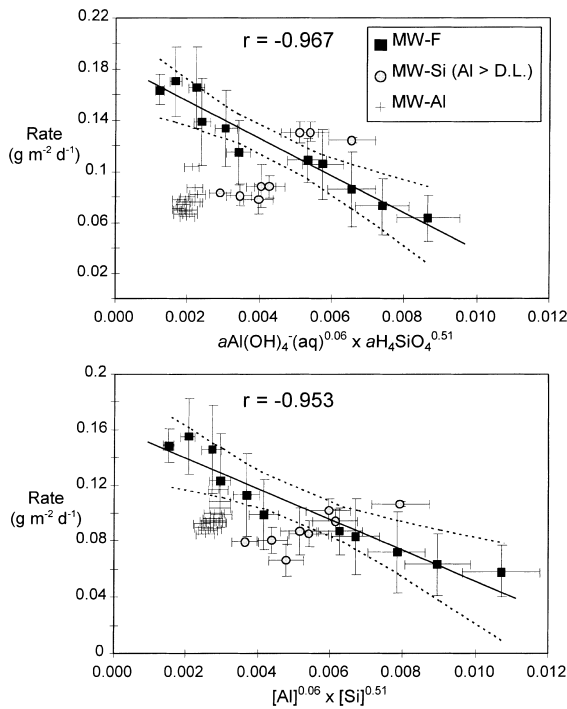 r = -0.967
MW-F
MW-Si (Al > D.L.)
MW-Al
Rate
(g m⁻² d⁻¹)
0.22
0.18
0.14
0.1
0.06
0.02
0.000 0.002 0.004 0.006 0.008 0.010 0.012
aAl(OH)₄⁻(aq)⁰·⁰⁶ x aH₄SiO₄⁰·⁵¹
r = -0.953
Rate
(g m⁻² d⁻¹)
0.2
0.16
0.12
0.08
0.04
0
0.000 0.002 0.004 0.006 0.008 0.010 0.012
[Al]⁰·⁰⁶ x [Si]⁰·⁵¹